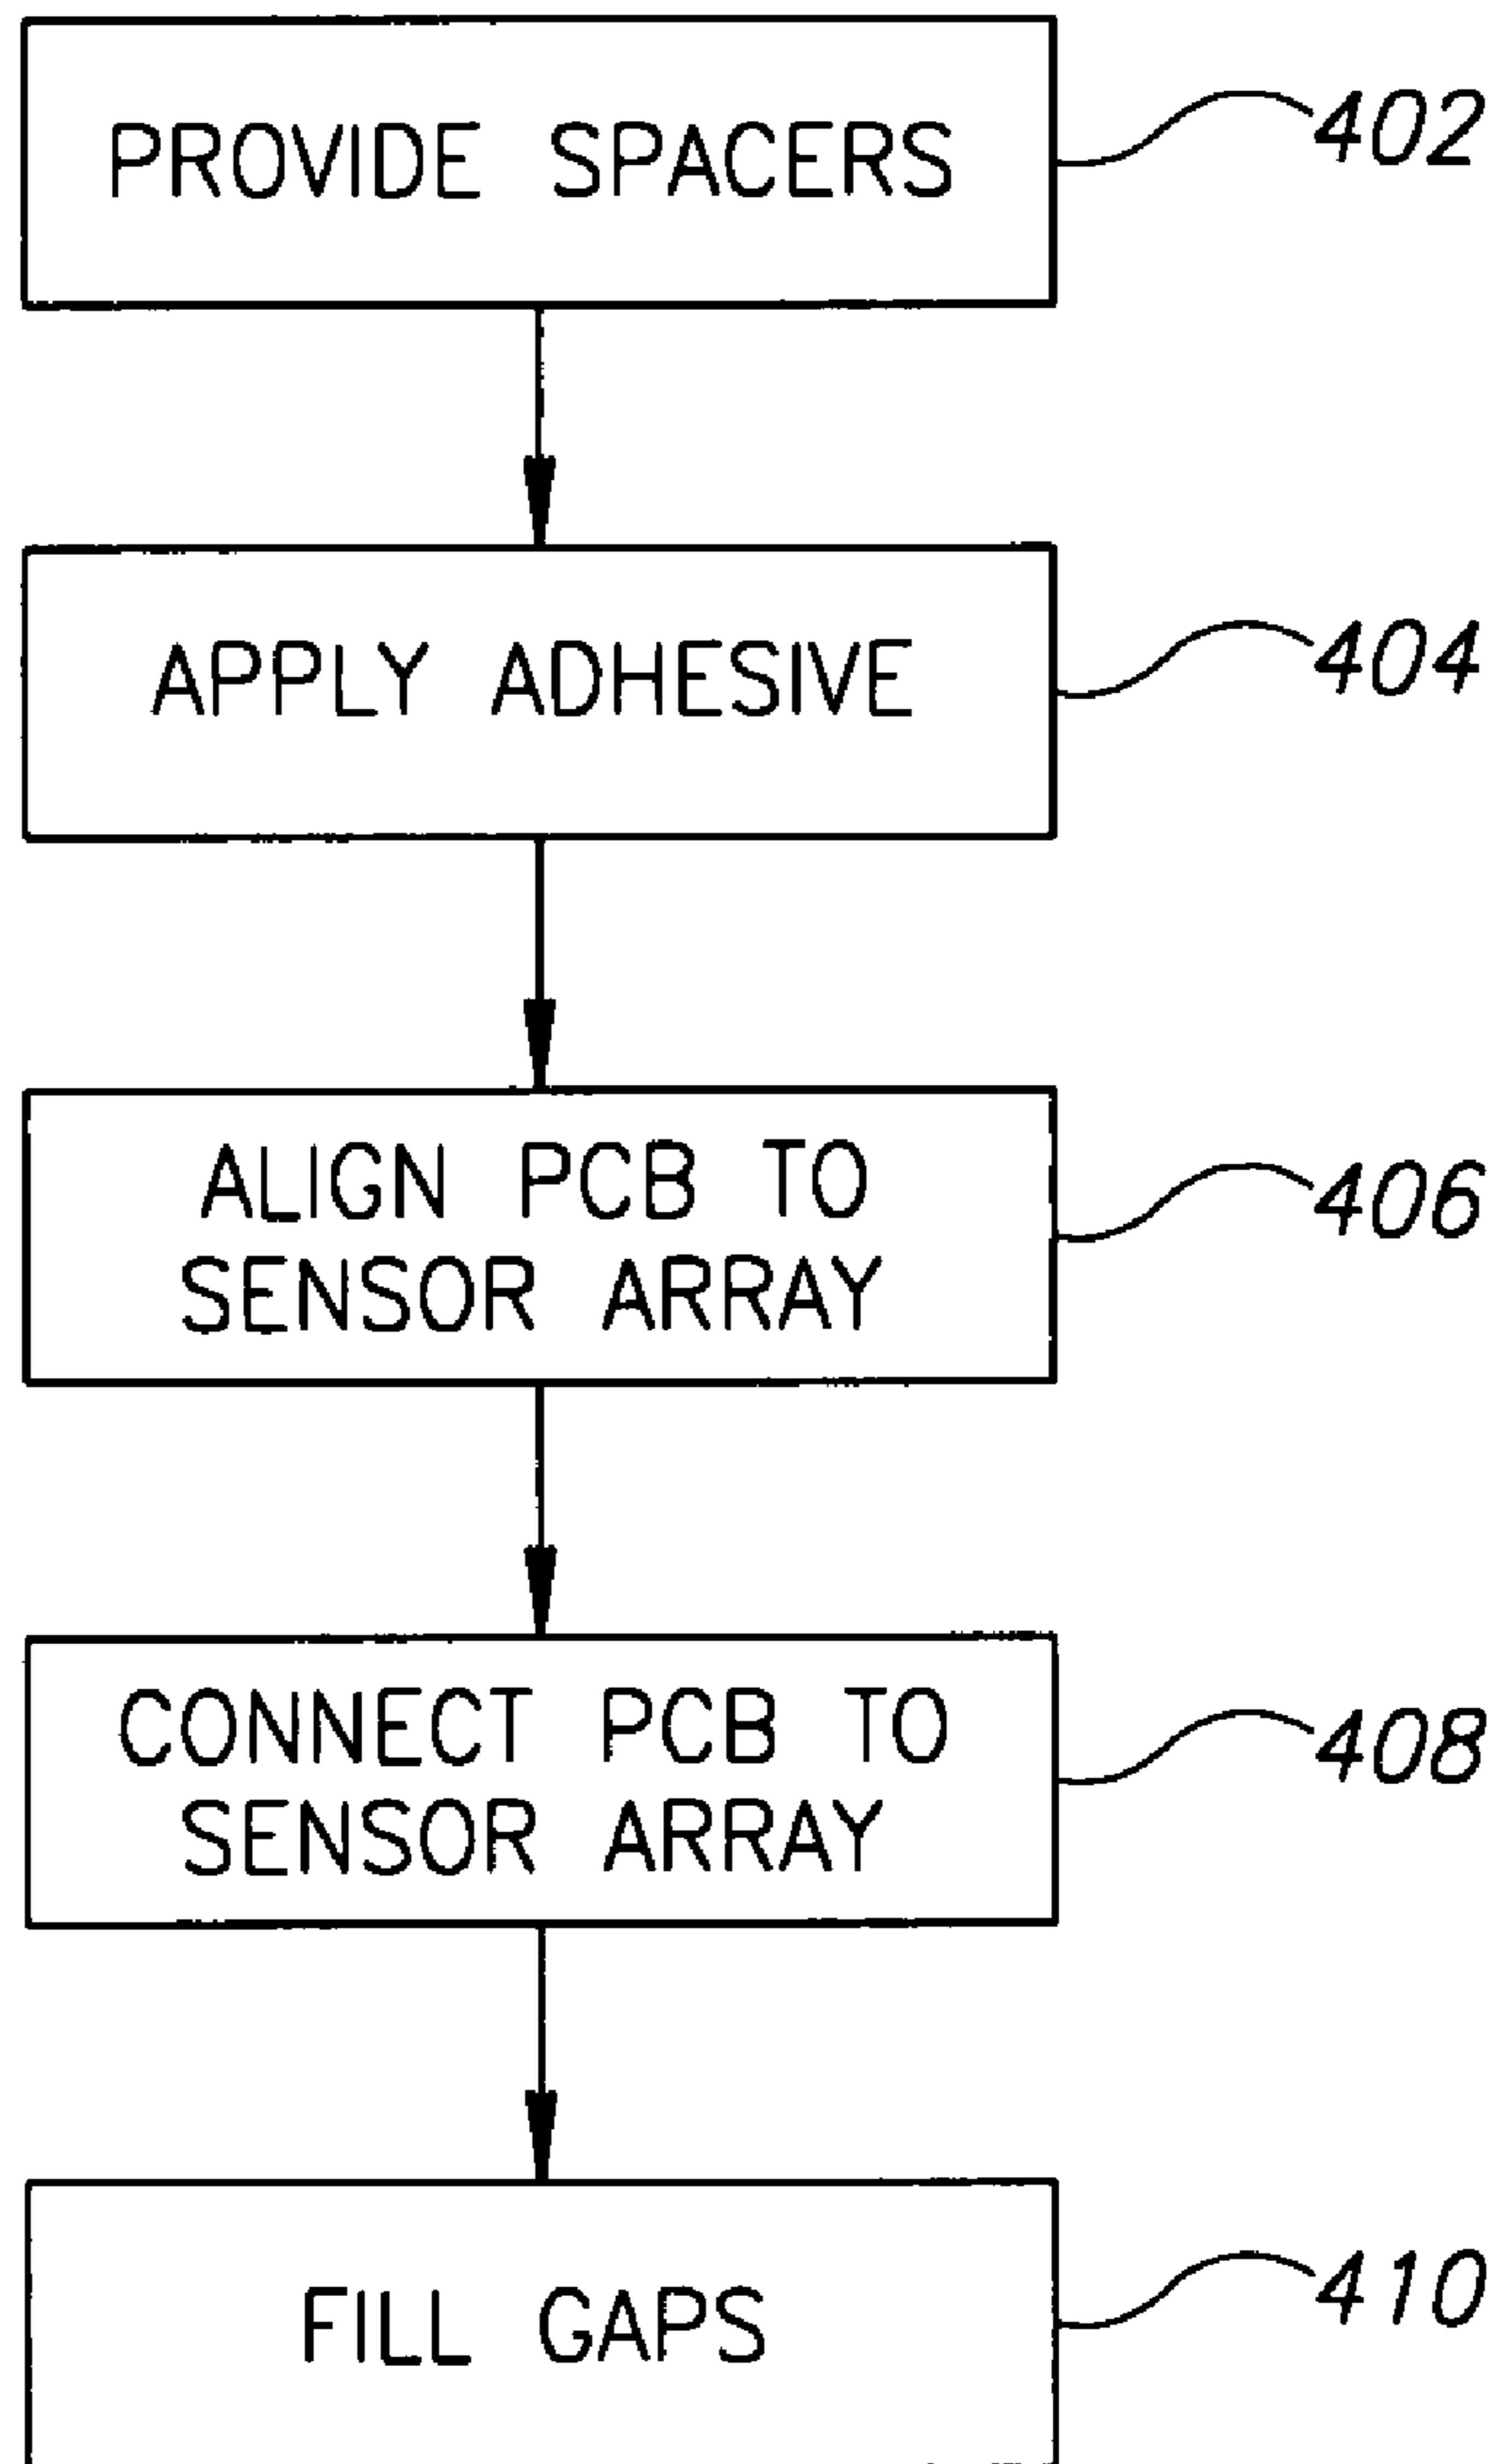 PROVIDE SPACERS
402
APPLY ADHESIVE
404
ALIGN PCB TO
SENSOR ARRAY
406
CONNECT PCB TO
SENSOR ARRAY
408
FILL GAPS
410